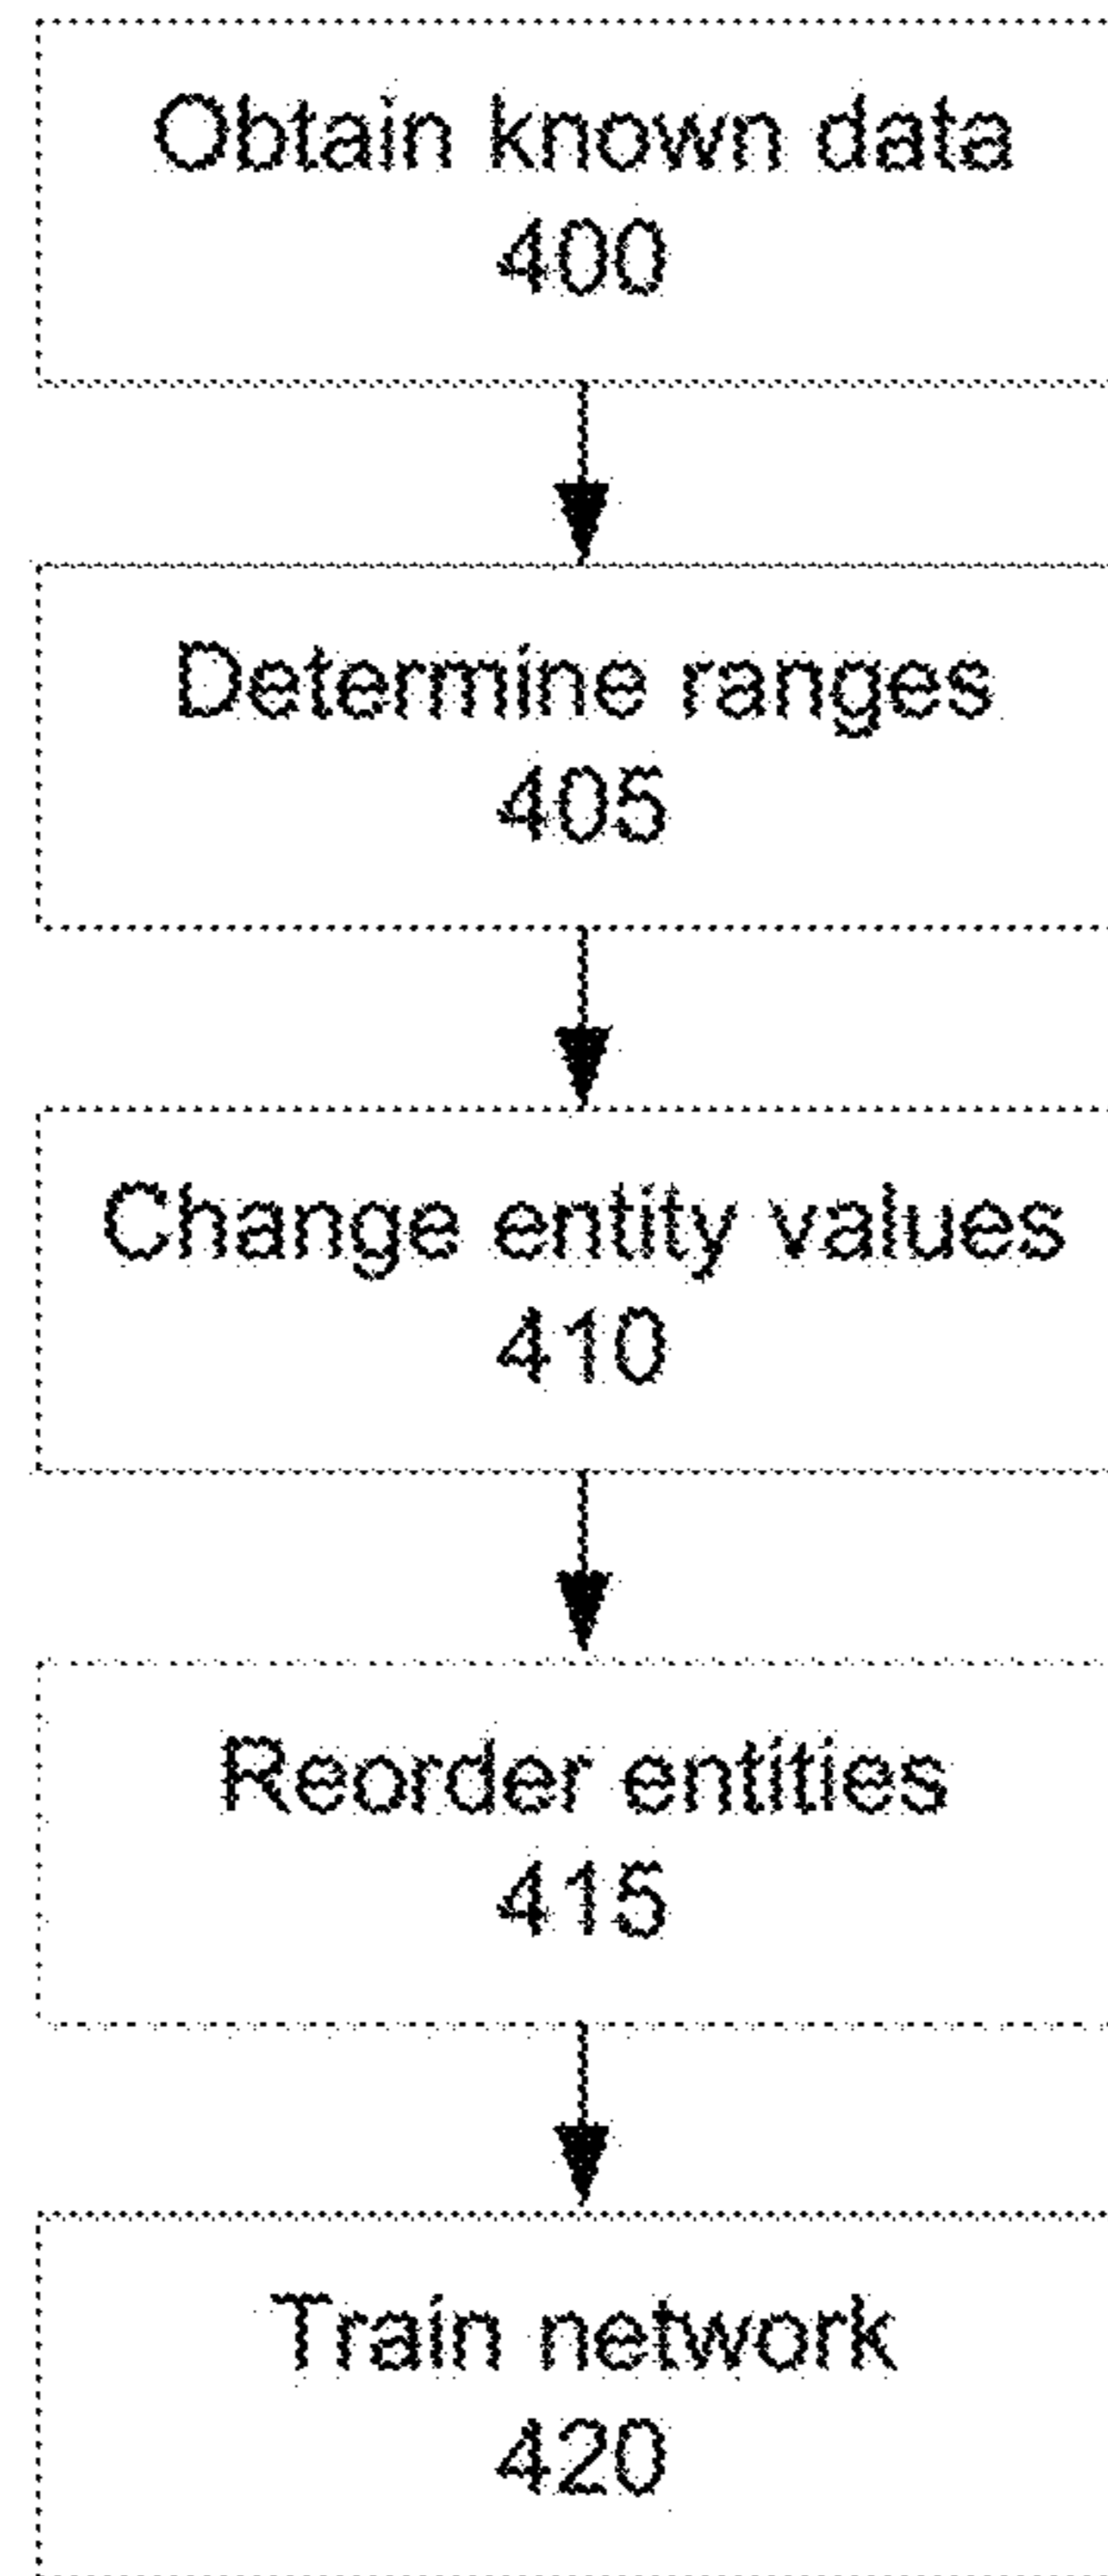 Obtain known data
400
Determine ranges
405
Change entity values
410
Reorder entities
415
Train network
420